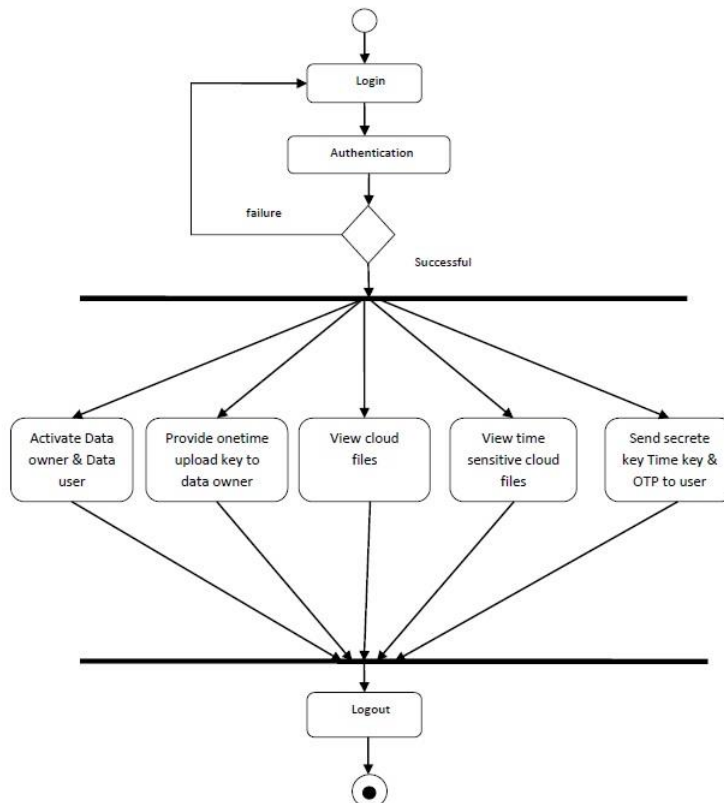 Login
Authentication
failure
Successful
Activate Data
owner & Data
user
Provide onetime
upload key to
data owner
View cloud
files
View time
sensitive cloud
files
Send secrete
key Time key &
OTP to user
Logout